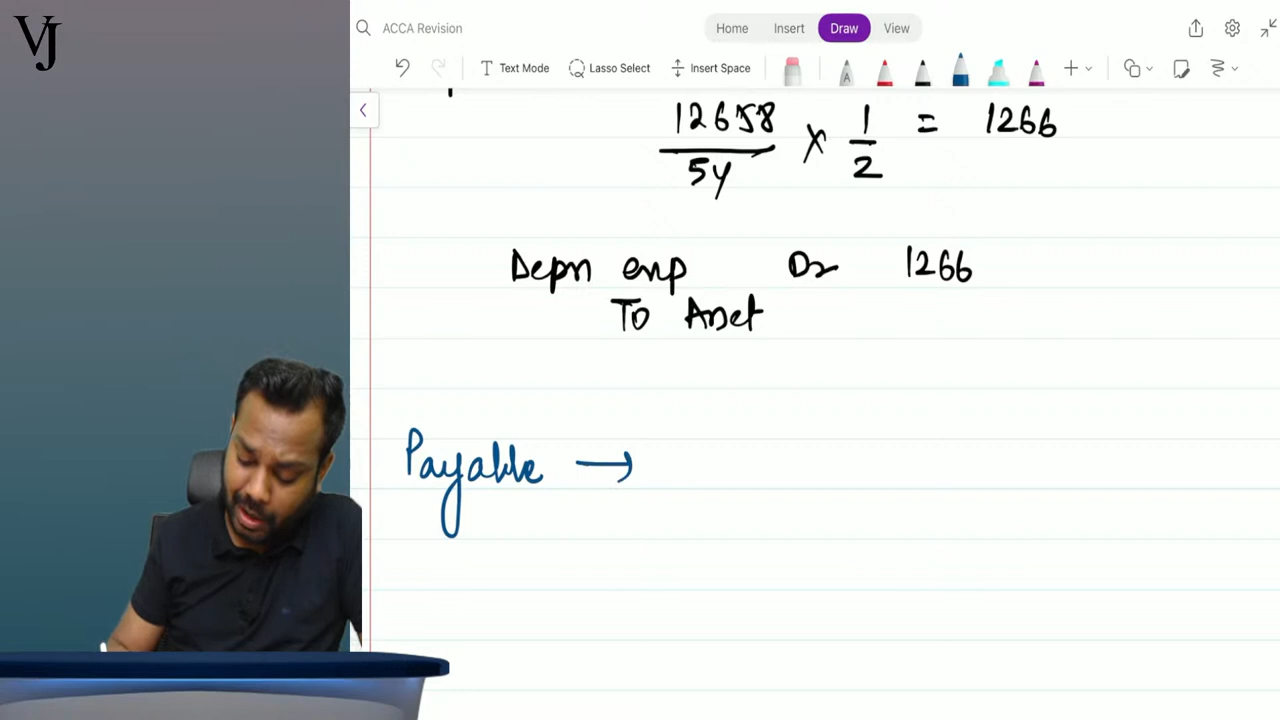 VJ
ACCA Revision
Home Insert Draw View
Text Mode Lasso Select Insert Space
12658 / 5y × 1/2 = 1266
Depn exp Dr 1266
To Asset
Payable →